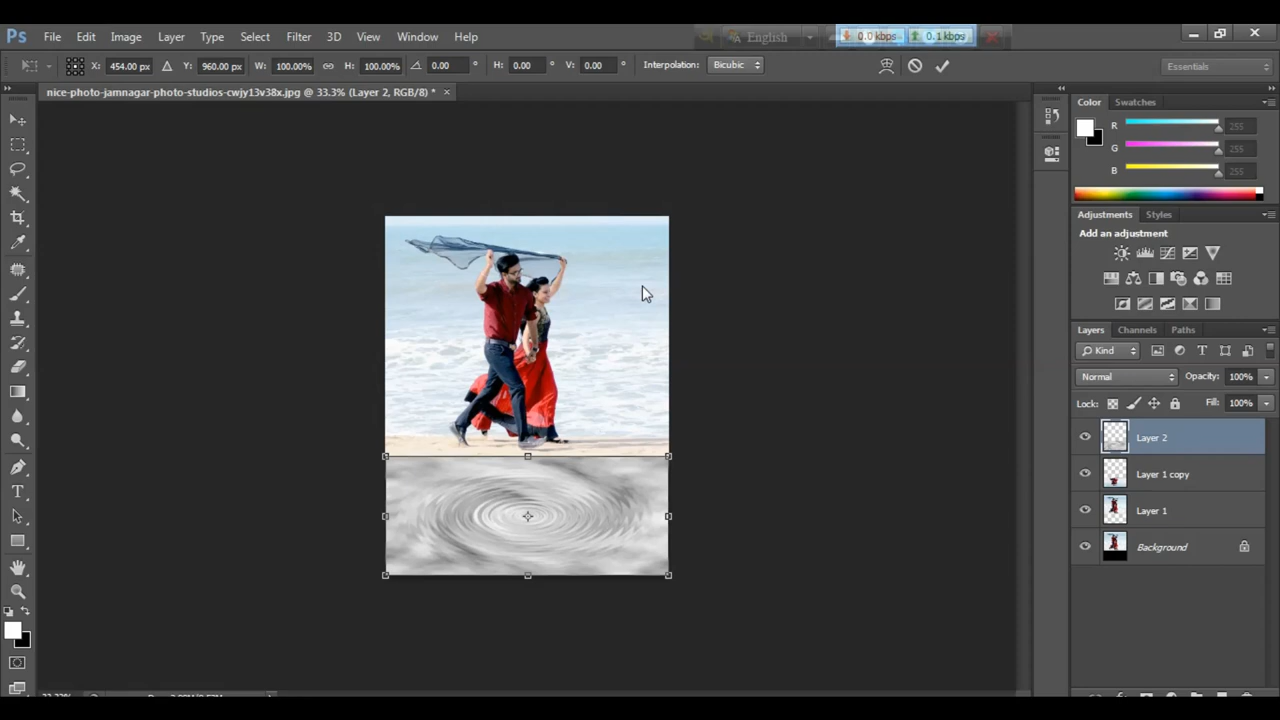 Ps File Edit Image Layer Type Select Filter 3D View Window Help English 0.0 kbps 0.1 kbps
X: 454.00 px Y: 960.00 px W: 100.00% H: 100.00% 0.00 ° H: 0.00 ° V: 0.00 ° Interpolation: Bicubic Essentials
nice-photo-jamnagar-photo-studios-cwjy13v38x.jpg @ 33.3% (Layer 2, RGB/8) * ×
Color Swatches
R 255
G 255
B 255
Adjustments Styles
Add an adjustment
Layers Channels Paths
Kind
Normal Opacity: 100%
Lock: Fill: 100%
Layer 2
Layer 1 copy
Layer 1
Background